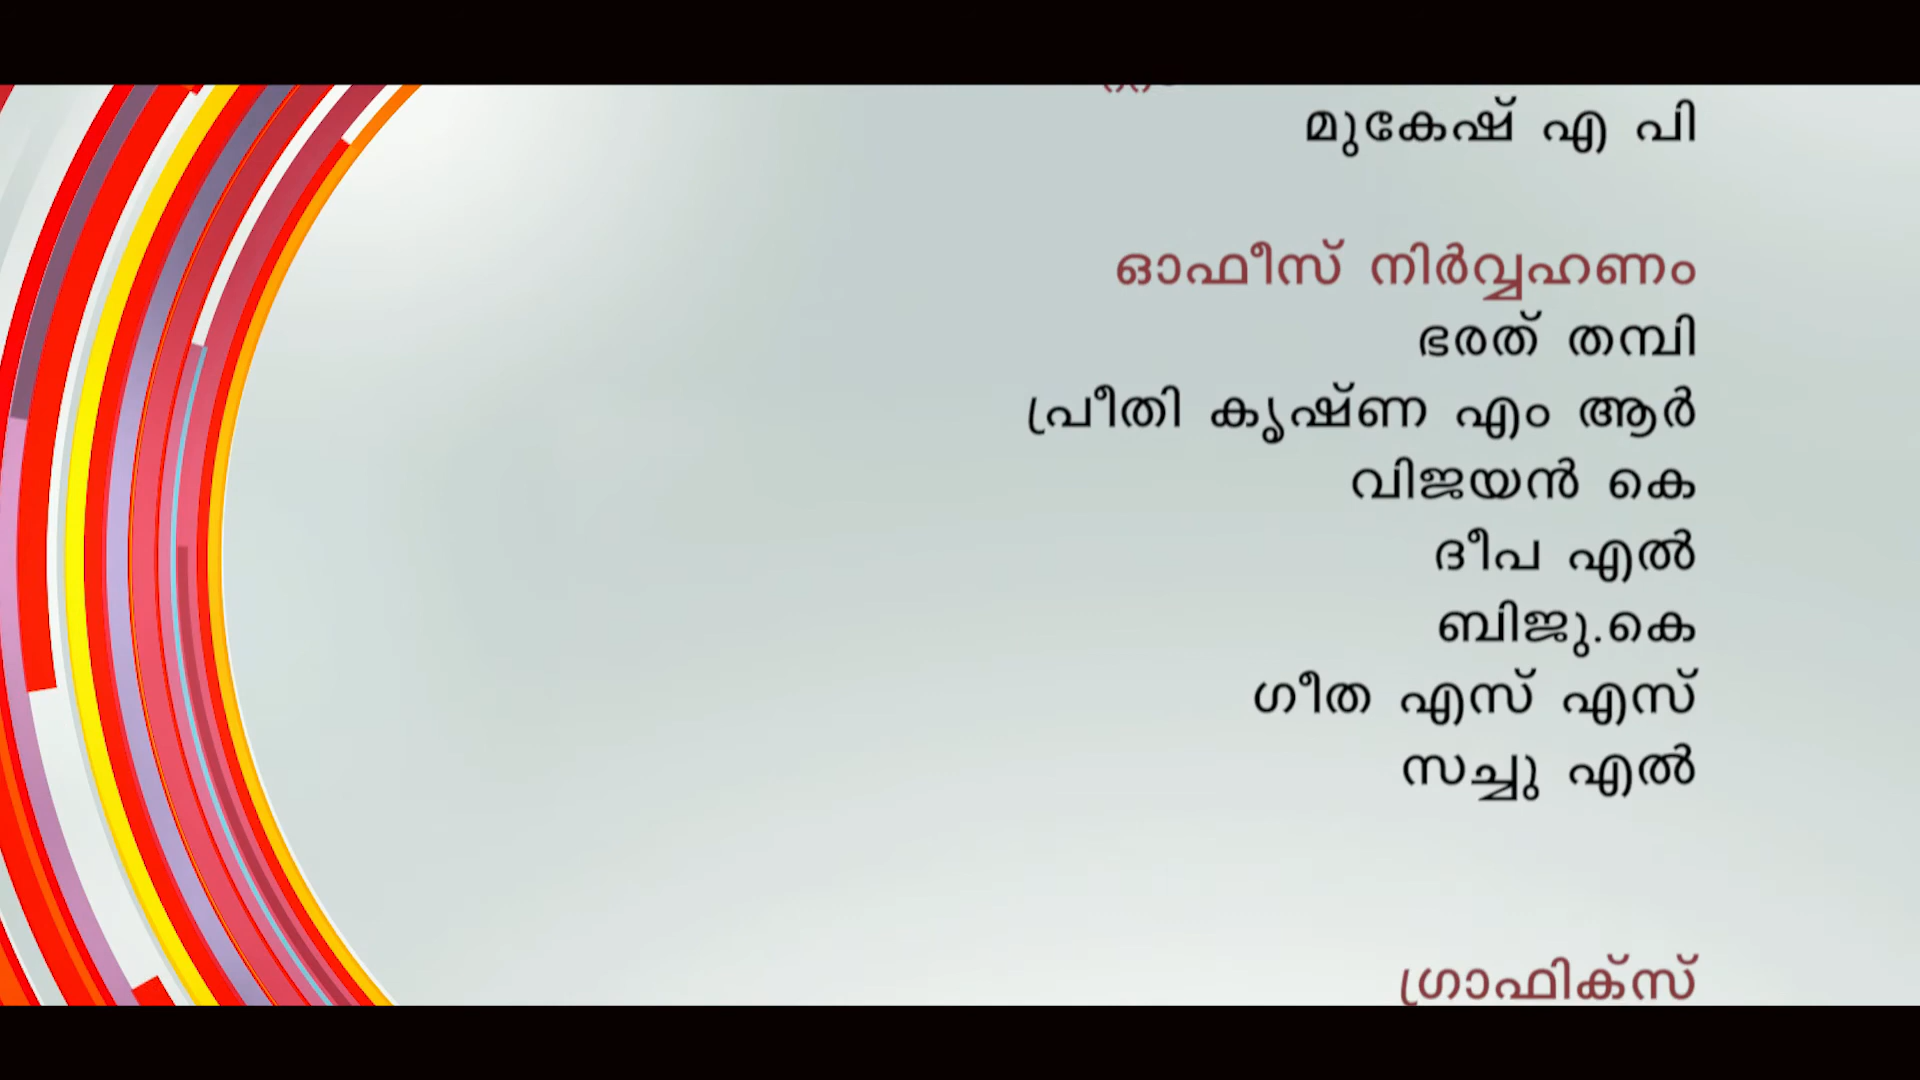 മുകേഷ് എ പി
ഓഫീസ് നിർവ്വഹണം
ഭരത് തമ്പി
പ്രീതി കൃഷ്ണ എം ആർ
വിജയൻ കെ
ദീപ എൽ
ബിജു.കെ
ഗീത എസ് എസ്
സച്ചു എൽ
ഗ്രാഫിക്സ്